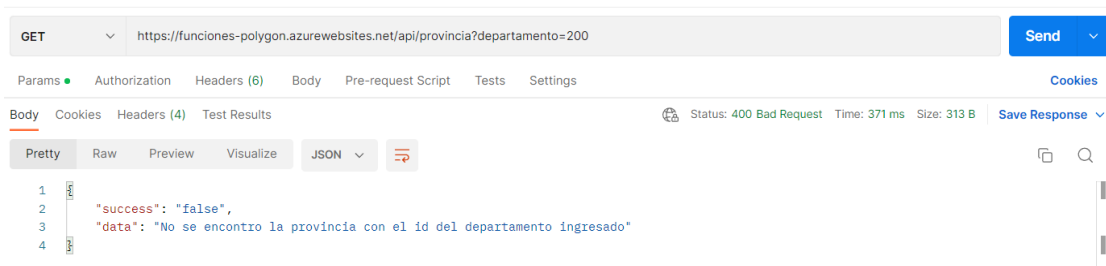 GET https://funciones-polygon.azurewebsites.net/api/provincia?departamento=200 Send
Params Authorization Headers (6) Body Pre-request Script Tests Settings Cookies
Body Cookies Headers (4) Test Results Status: 400 Bad Request Time: 371 ms Size: 313 B Save Response
Pretty Raw Preview Visualize JSON
1 {
2 "success": "false",
3 "data": "No se encontro la provincia con el id del departamento ingresado"
4 }